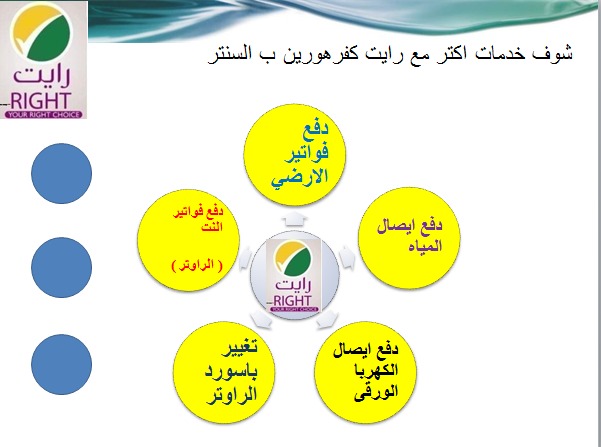 رايت
RIGHT
YOUR RIGHT CHOICE
شوف خدمات اكتر مع رايت كفرهورين ب السنتر
دفع
فواتير
الارضي
دفع فواتير
النت
( الراوتر )
دفع ايصال
المياه
رايت
RIGHT
YOUR RIGHT CHOICE
تغيير
باسورد
الراوتر
دفع ايصال
الكهربا
الورقى